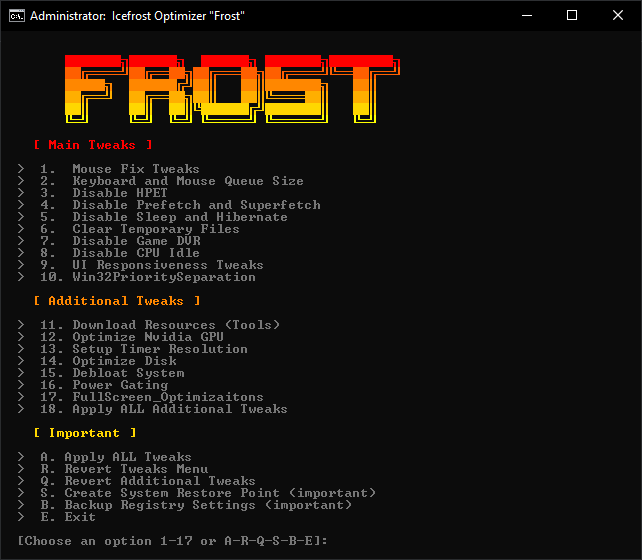 Administrator: Icefrost Optimizer "Frost"
FROST
[ Main Tweaks ]
> 1. Mouse Fix Tweaks
> 2. Keyboard and Mouse Queue Size
> 3. Disable HPET
> 4. Disable Prefetch and Superfetch
> 5. Disable Sleep and Hibernate
> 6. Clear Temporary Files
> 7. Disable Game DVR
> 8. Disable CPU Idle
> 9. UI Responsiveness Tweaks
> 10. Win32PrioritySeparation
[ Additional Tweaks ]
> 11. Download Resources (Tools)
> 12. Optimize Nvidia GPU
> 13. Setup Timer Resolution
> 14. Optimize Disk
> 15. Debloat System
> 16. Power Gating
> 17. FullScreen_Optimizaitons
> 18. Apply ALL Additional Tweaks
[ Important ]
> A. Apply ALL Tweaks
> R. Revert Tweaks Menu
> Q. Revert Additional Tweaks
> S. Create System Restore Point (important)
> B. Backup Registry Settings (important)
> E. Exit
[Choose an option 1-17 or A-R-Q-S-B-E]: